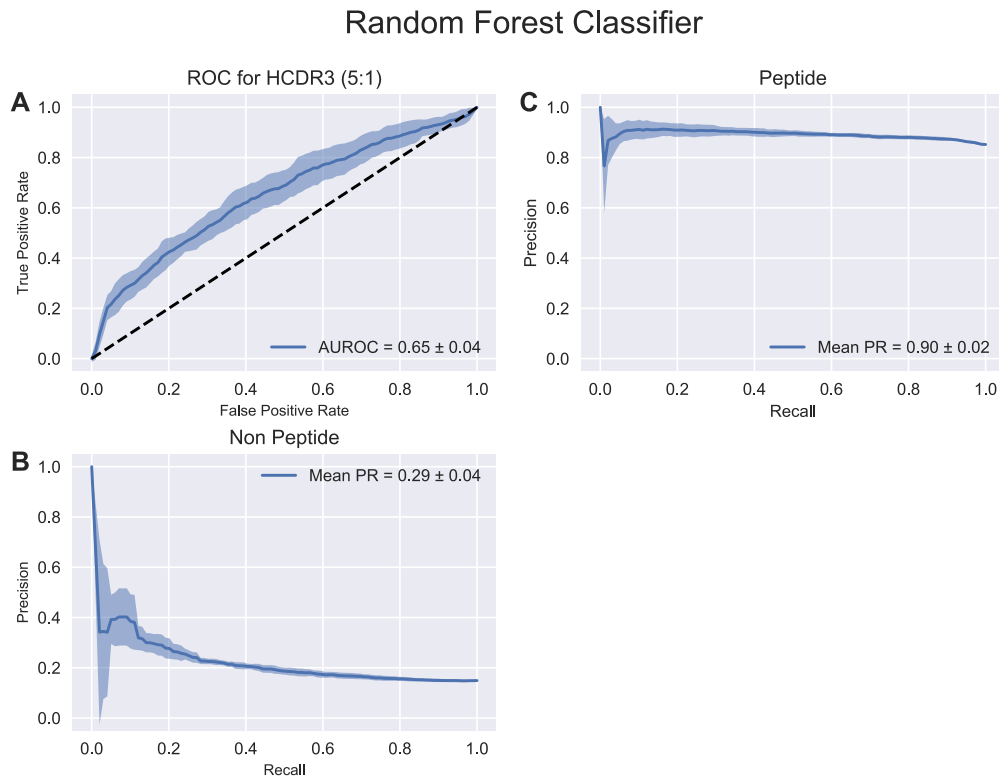 Random Forest Classifier
A
ROC for HCDR3 (5:1)
True Positive Rate
1.0
0.8
0.6
0.4
0.2
0.0
AUROC = 0.65 ± 0.04
0.0 0.2 0.4 0.6 0.8 1.0
False Positive Rate
C
Peptide
Precision
1.0
0.8
0.6
0.4
0.2
0.0
Mean PR = 0.90 ± 0.02
0.0 0.2 0.4 0.6 0.8 1.0
Recall
B
Non Peptide
Precision
1.0
0.8
0.6
0.4
0.2
0.0
Mean PR = 0.29 ± 0.04
0.0 0.2 0.4 0.6 0.8 1.0
Recall